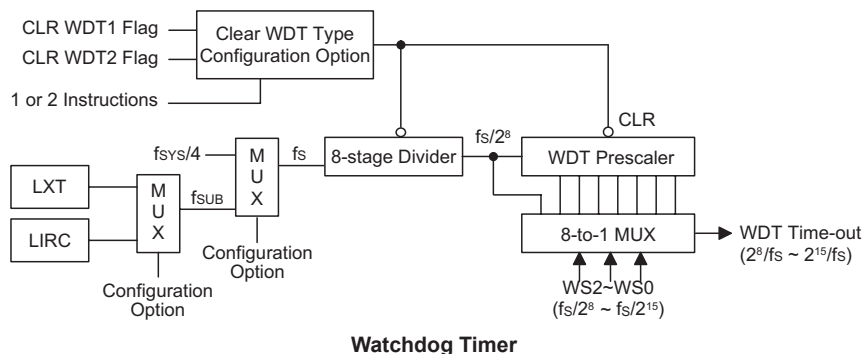 CLR WDT1 Flag
CLR WDT2 Flag
1 or 2 Instructions
Clear WDT Type
Configuration Option
CLR
fSYS/4
M
U
X
fS
8-stage Divider
fS/2⁸
WDT Prescaler
LXT
LIRC
M
U
X
fSUB
Configuration
Option
Configuration
Option
8-to-1 MUX
WDT Time-out
(2⁸/fS ~ 2¹⁵/fS)
WS2~WS0
(fS/2⁸ ~ fS/2¹⁵)
Watchdog Timer